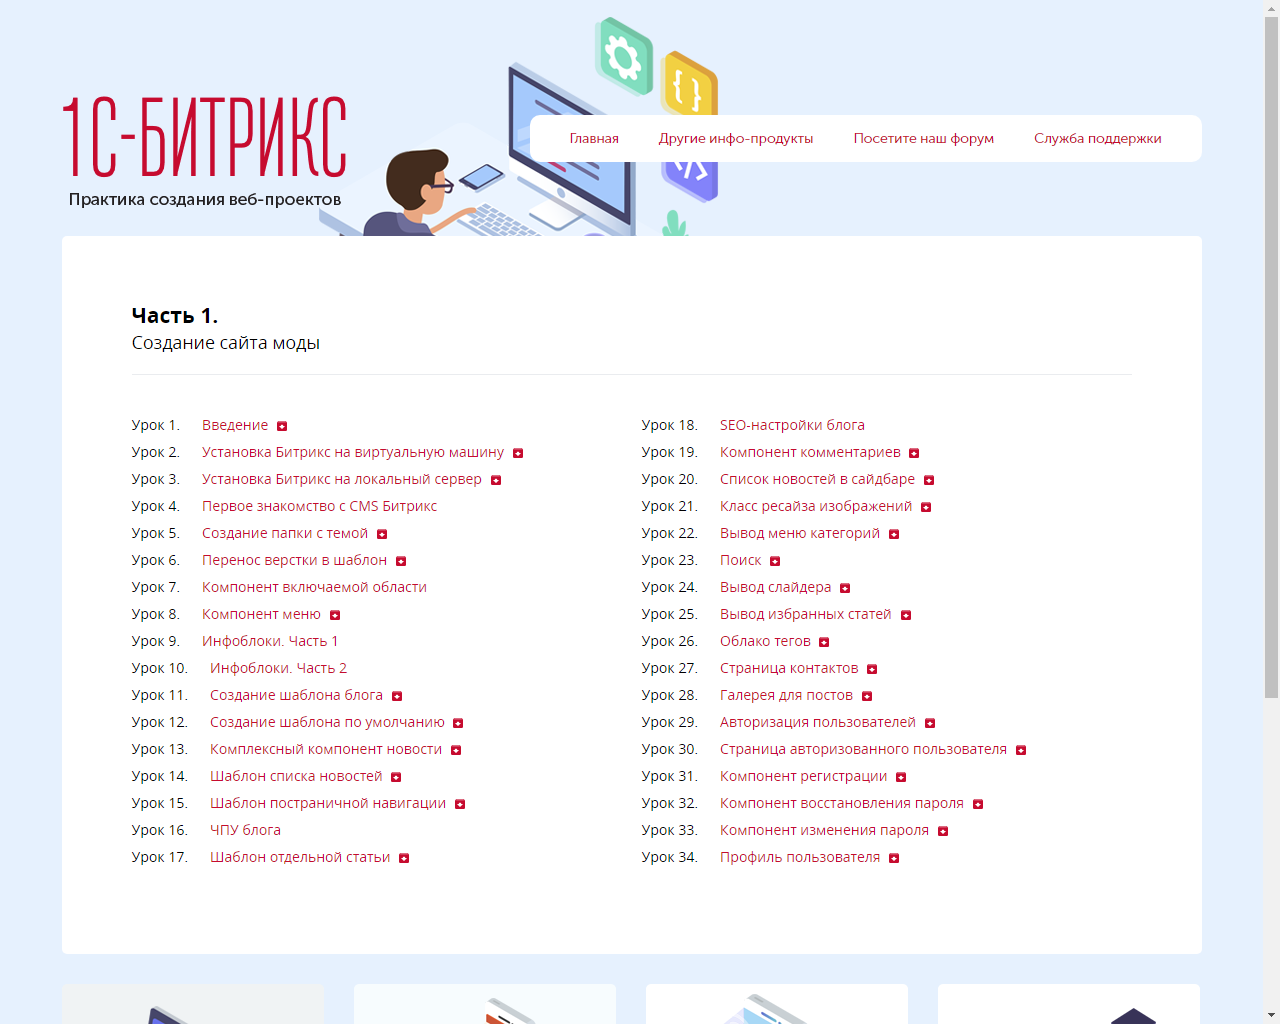 1С-БИТРИКС
Практика создания веб-проектов
Главная Другие инфо-продукты Посетите наш форум Служба поддержки
Часть 1.
Создание сайта моды
Урок 1. Введение
Урок 2. Установка Битрикс на виртуальную машину
Урок 3. Установка Битрикс на локальный сервер
Урок 4. Первое знакомство с CMS Битрикс
Урок 5. Создание папки с темой
Урок 6. Перенос верстки в шаблон
Урок 7. Компонент включаемой области
Урок 8. Компонент меню
Урок 9. Инфоблоки. Часть 1
Урок 10. Инфоблоки. Часть 2
Урок 11. Создание шаблона блога
Урок 12. Создание шаблона по умолчанию
Урок 13. Комплексный компонент новости
Урок 14. Шаблон списка новостей
Урок 15. Шаблон постраничной навигации
Урок 16. ЧПУ блога
Урок 17. Шаблон отдельной статьи
Урок 18. SEO-настройки блога
Урок 19. Компонент комментариев
Урок 20. Список новостей в сайдбаре
Урок 21. Класс ресайза изображений
Урок 22. Вывод меню категорий
Урок 23. Поиск
Урок 24. Вывод слайдера
Урок 25. Вывод избранных статей
Урок 26. Облако тегов
Урок 27. Страница контактов
Урок 28. Галерея для постов
Урок 29. Авторизация пользователей
Урок 30. Страница авторизованного пользователя
Урок 31. Компонент регистрации
Урок 32. Компонент восстановления пароля
Урок 33. Компонент изменения пароля
Урок 34. Профиль пользователя